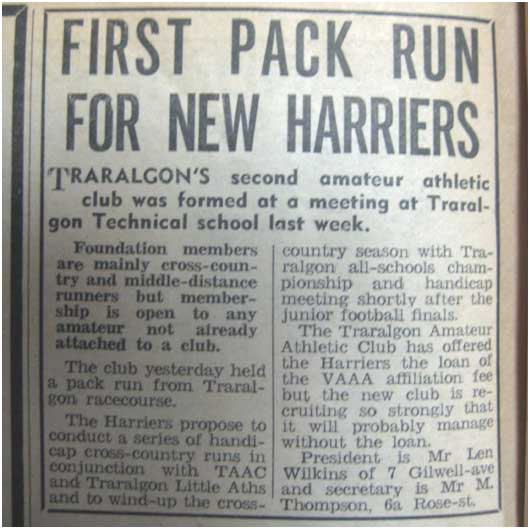 FIRST PACK RUN
FOR NEW HARRIERS
TRARALGON'S second amateur athletic
club was formed at a meeting at Traral-
gon Technical school last week.
Foundation members
are mainly cross-coun-
try and middle-distance
runners but member-
ship is open to any
amateur not already
attached to a club.
The club yesterday held
a pack run from Traral-
gon racecourse.
The Harriers propose to
conduct a series of handi-
cap cross-country runs in
conjunction with TAAC
and Traralgon Little Aths
and to wind-up the cross-
country season with Tra-
ralgon all-schools cham-
pionship and handicap
meeting shortly after the
junior football finals.
The Traralgon Amateur
Athletic Club has offered
the Harriers the loan of
the VAAA affiliation fee
but the new club is re-
cruiting so strongly that
it will probably manage
without the loan.
President is Mr Len
Wilkins of 7 Gilwell-ave
and secretary is Mr M.
Thompson, 6a Rose-st.